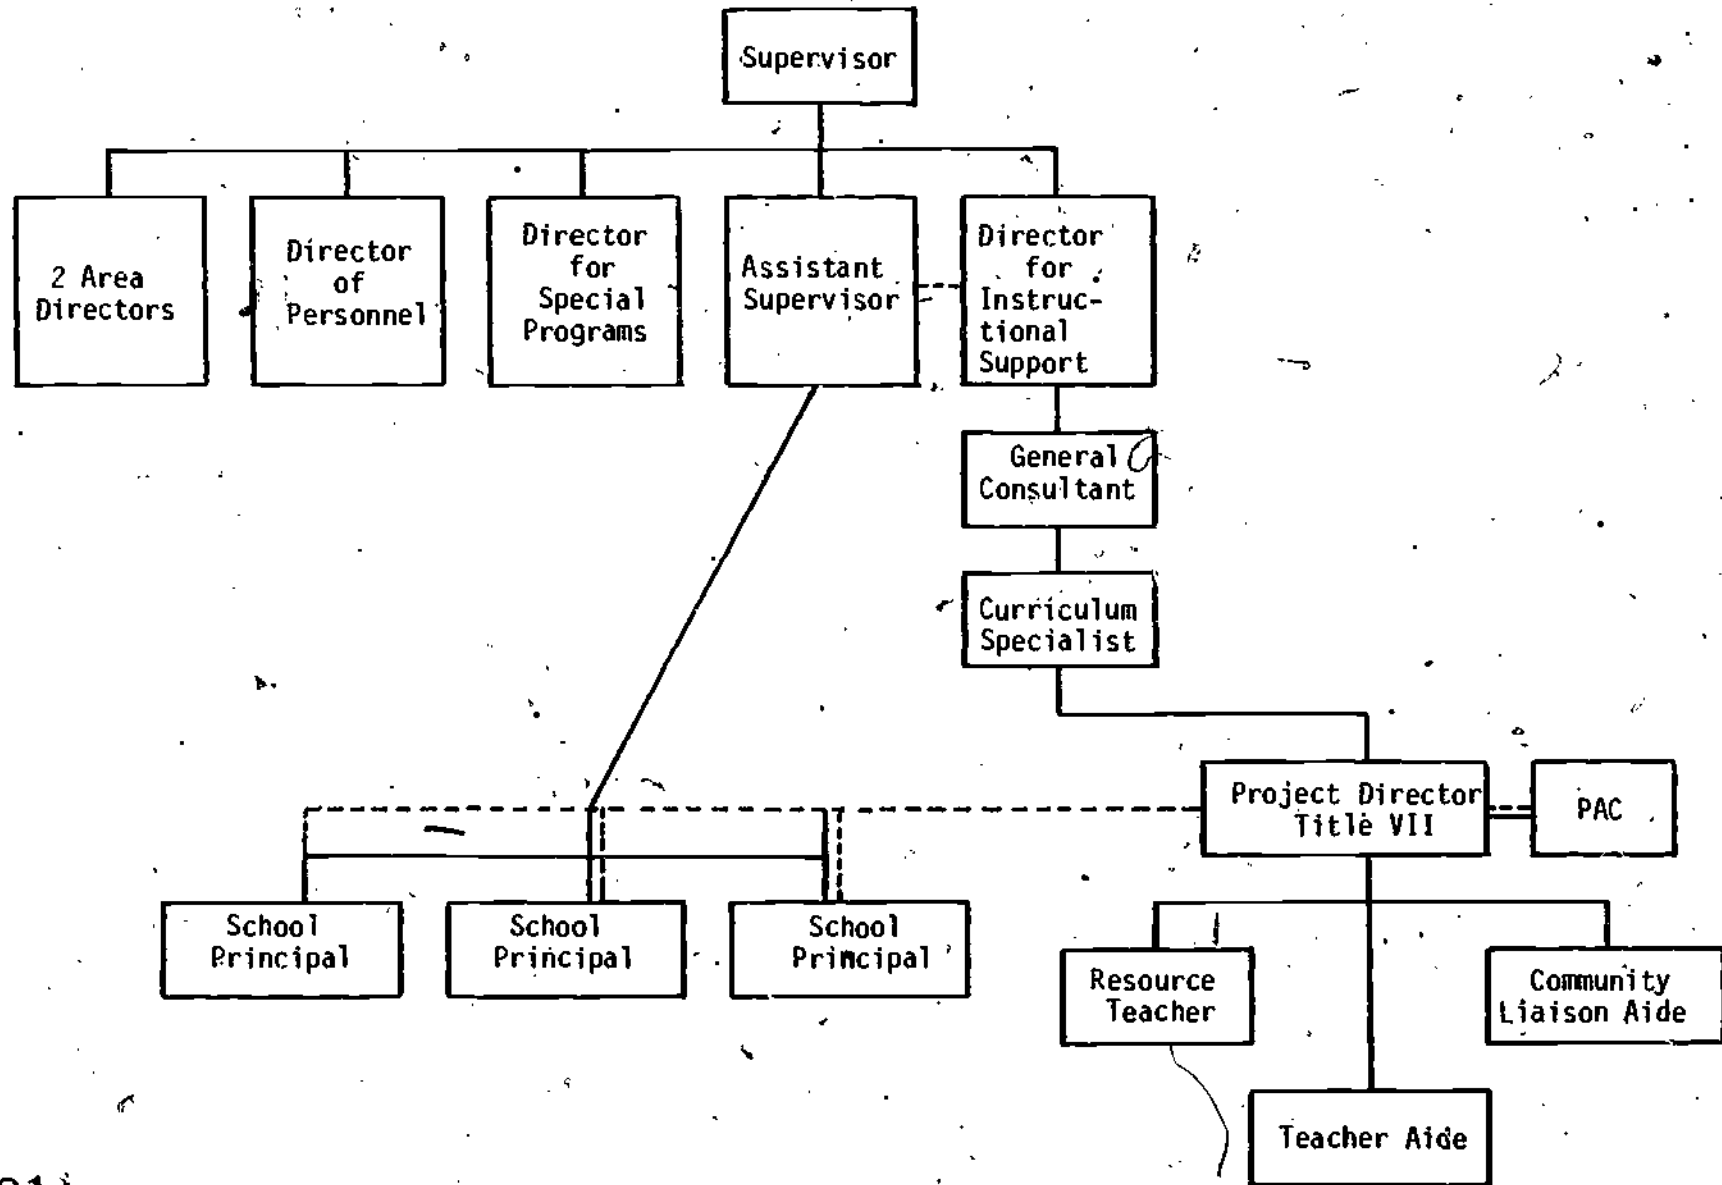 Supervisor
2 Area
Directors
Director
of
Personnel
Director
for
Special
Programs
Assistant
Supervisor
Director
for
Instruc-
tional
Support
General
Consultant
Curriculum
Specialist
Project Director
Title VII
PAC
School
Principal
School
Principal
School
Principal
Resource
Teacher
Community
Liaison Aide
Teacher Aide